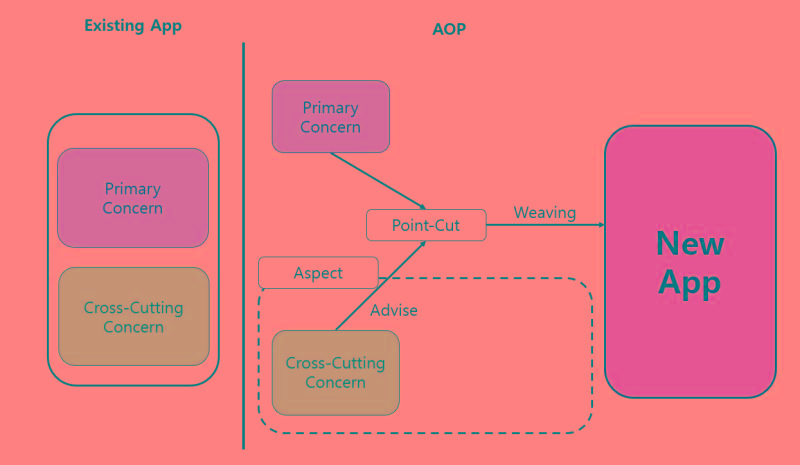 Existing App
AOP
Primary
Concern
Cross-Cutting
Concern
Primary
Concern
Point-Cut
Weaving
Aspect
Advise
Cross-Cutting
Concern
New
App